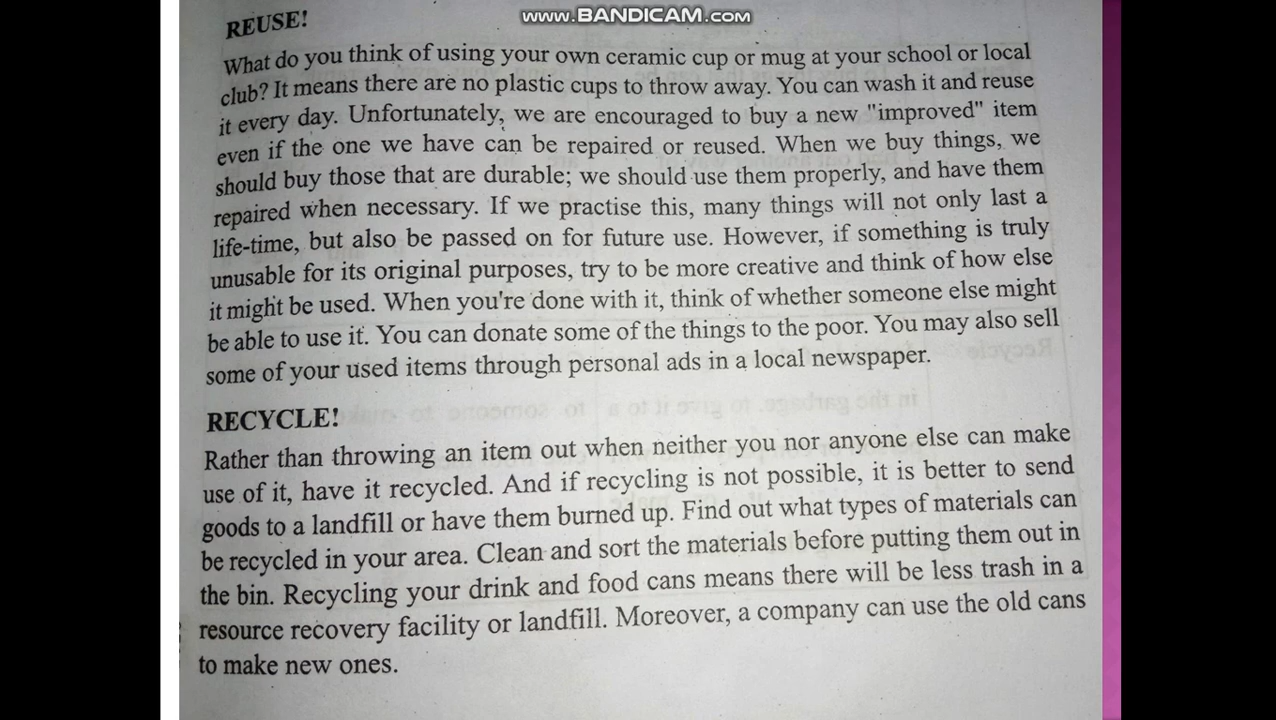 www.BANDICAM.com
REUSE!
What do you think of using your own ceramic cup or mug at your school or local
club? It means there are no plastic cups to throw away. You can wash it and reuse
it every day. Unfortunately, we are encouraged to buy a new "improved" item
even if the one we have can be repaired or reused. When we buy things, we
should buy those that are durable; we should use them properly, and have them
repaired when necessary. If we practise this, many things will not only last a
life-time, but also be passed on for future use. However, if something is truly
unusable for its original purposes, try to be more creative and think of how else
it might be used. When you're done with it, think of whether someone else might
be able to use it. You can donate some of the things to the poor. You may also sell
some of your used items through personal ads in a local newspaper.
RECYCLE!
Rather than throwing an item out when neither you nor anyone else can make
use of it, have it recycled. And if recycling is not possible, it is better to send
goods to a landfill or have them burned up. Find out what types of materials can
be recycled in your area. Clean and sort the materials before putting them out in
the bin. Recycling your drink and food cans means there will be less trash in a
resource recovery facility or landfill. Moreover, a company can use the old cans
to make new ones.